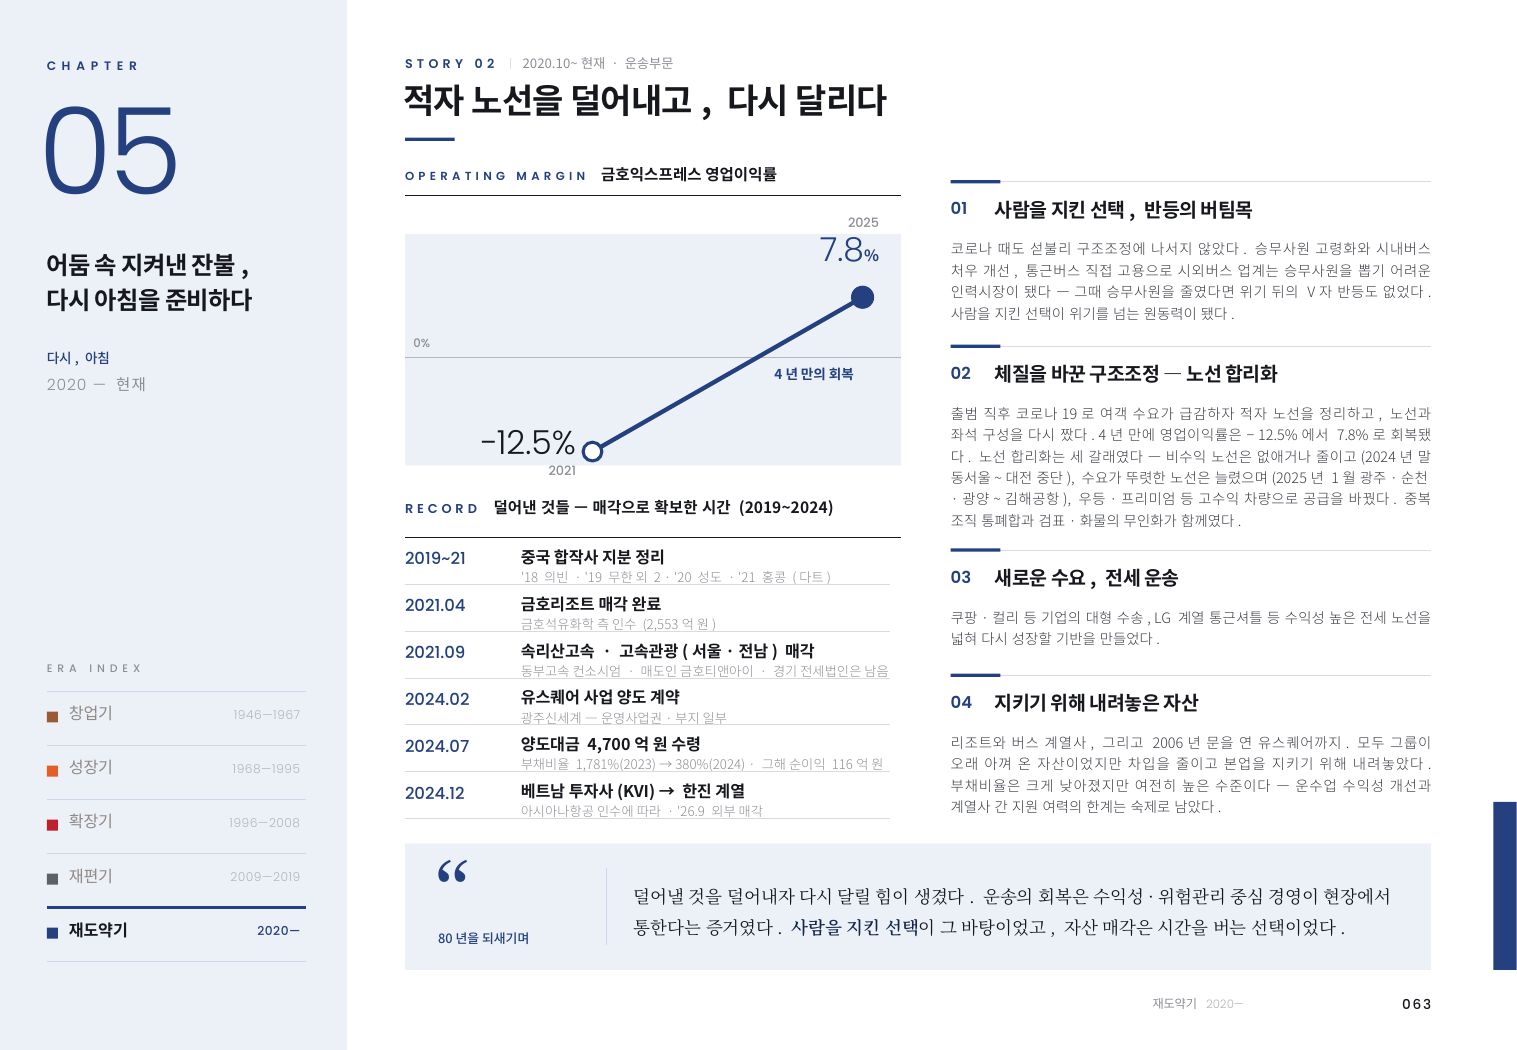 CHAPTER
05
어둠 속 지켜낸 잔불 ,
다시 아침을 준비하다
다시 , 아침
2020 — 현재
ERA INDEX
창업기 1946—1967
성장기 1968—1995
확장기 1996—2008
재편기 2009—2019
재도약기 2020—
STORY 02 | 2020.10~ 현재 · 운송부문
적자 노선을 덜어내고 , 다시 달리다
OPERATING MARGIN 금호익스프레스 영업이익률
2025
7.8%
0%
4 년 만의 회복
−12.5%
2021
RECORD 덜어낸 것들 — 매각으로 확보한 시간 (2019~2024)
2019~21 중국 합작사 지분 정리
'18 의빈 · '19 무한 외 2 · '20 성도 · '21 홍콩 ( 다트 )
2021.04 금호리조트 매각 완료
금호석유화학 측 인수 (2,553 억 원 )
2021.09 속리산고속 · 고속관광 ( 서울 · 전남 ) 매각
동부고속 컨소시엄 · 매도인 금호티앤아이 · 경기 전세법인은 남음
2024.02 유스퀘어 사업 양도 계약
광주신세계 — 운영사업권 · 부지 일부
2024.07 양도대금 4,700 억 원 수령
부채비율 1,781%(2023) → 380%(2024) · 그해 순이익 116 억 원
2024.12 베트남 투자사 (KVI) → 한진 계열
아시아나항공 인수에 따라 · '26.9 외부 매각
01 사람을 지킨 선택 , 반등의 버팀목
코로나 때도 섣불리 구조조정에 나서지 않았다 . 승무사원 고령화와 시내버스
처우 개선 , 통근버스 직접 고용으로 시외버스 업계는 승무사원을 뽑기 어려운
인력시장이 됐다 — 그때 승무사원을 줄였다면 위기 뒤의 V 자 반등도 없었다 .
사람을 지킨 선택이 위기를 넘는 원동력이 됐다 .
02 체질을 바꾼 구조조정 — 노선 합리화
출범 직후 코로나 19 로 여객 수요가 급감하자 적자 노선을 정리하고 , 노선과
좌석 구성을 다시 짰다 . 4 년 만에 영업이익률은 − 12.5% 에서 7.8% 로 회복됐
다 . 노선 합리화는 세 갈래였다 — 비수익 노선은 없애거나 줄이고 (2024 년 말
동서울 ~ 대전 중단 ), 수요가 뚜렷한 노선은 늘렸으며 (2025 년 1 월 광주 · 순천
· 광양 ~ 김해공항 ), 우등 · 프리미엄 등 고수익 차량으로 공급을 바꿨다 . 중복
조직 통폐합과 검표 · 화물의 무인화가 함께였다 .
03 새로운 수요 , 전세 운송
쿠팡 · 컬리 등 기업의 대형 수송 , LG 계열 통근셔틀 등 수익성 높은 전세 노선을
넓혀 다시 성장할 기반을 만들었다 .
04 지키기 위해 내려놓은 자산
리조트와 버스 계열사 , 그리고 2006 년 문을 연 유스퀘어까지 . 모두 그룹이
오래 아껴 온 자산이었지만 차입을 줄이고 본업을 지키기 위해 내려놓았다 .
부채비율은 크게 낮아졌지만 여전히 높은 수준이다 — 운수업 수익성 개선과
계열사 간 지원 여력의 한계는 숙제로 남았다 .
“
80 년을 되새기며
덜어낼 것을 덜어내자 다시 달릴 힘이 생겼다 . 운송의 회복은 수익성 · 위험관리 중심 경영이 현장에서
통한다는 증거였다 . 사람을 지킨 선택이 그 바탕이었고 , 자산 매각은 시간을 버는 선택이었다 .
재도약기 2020— 063